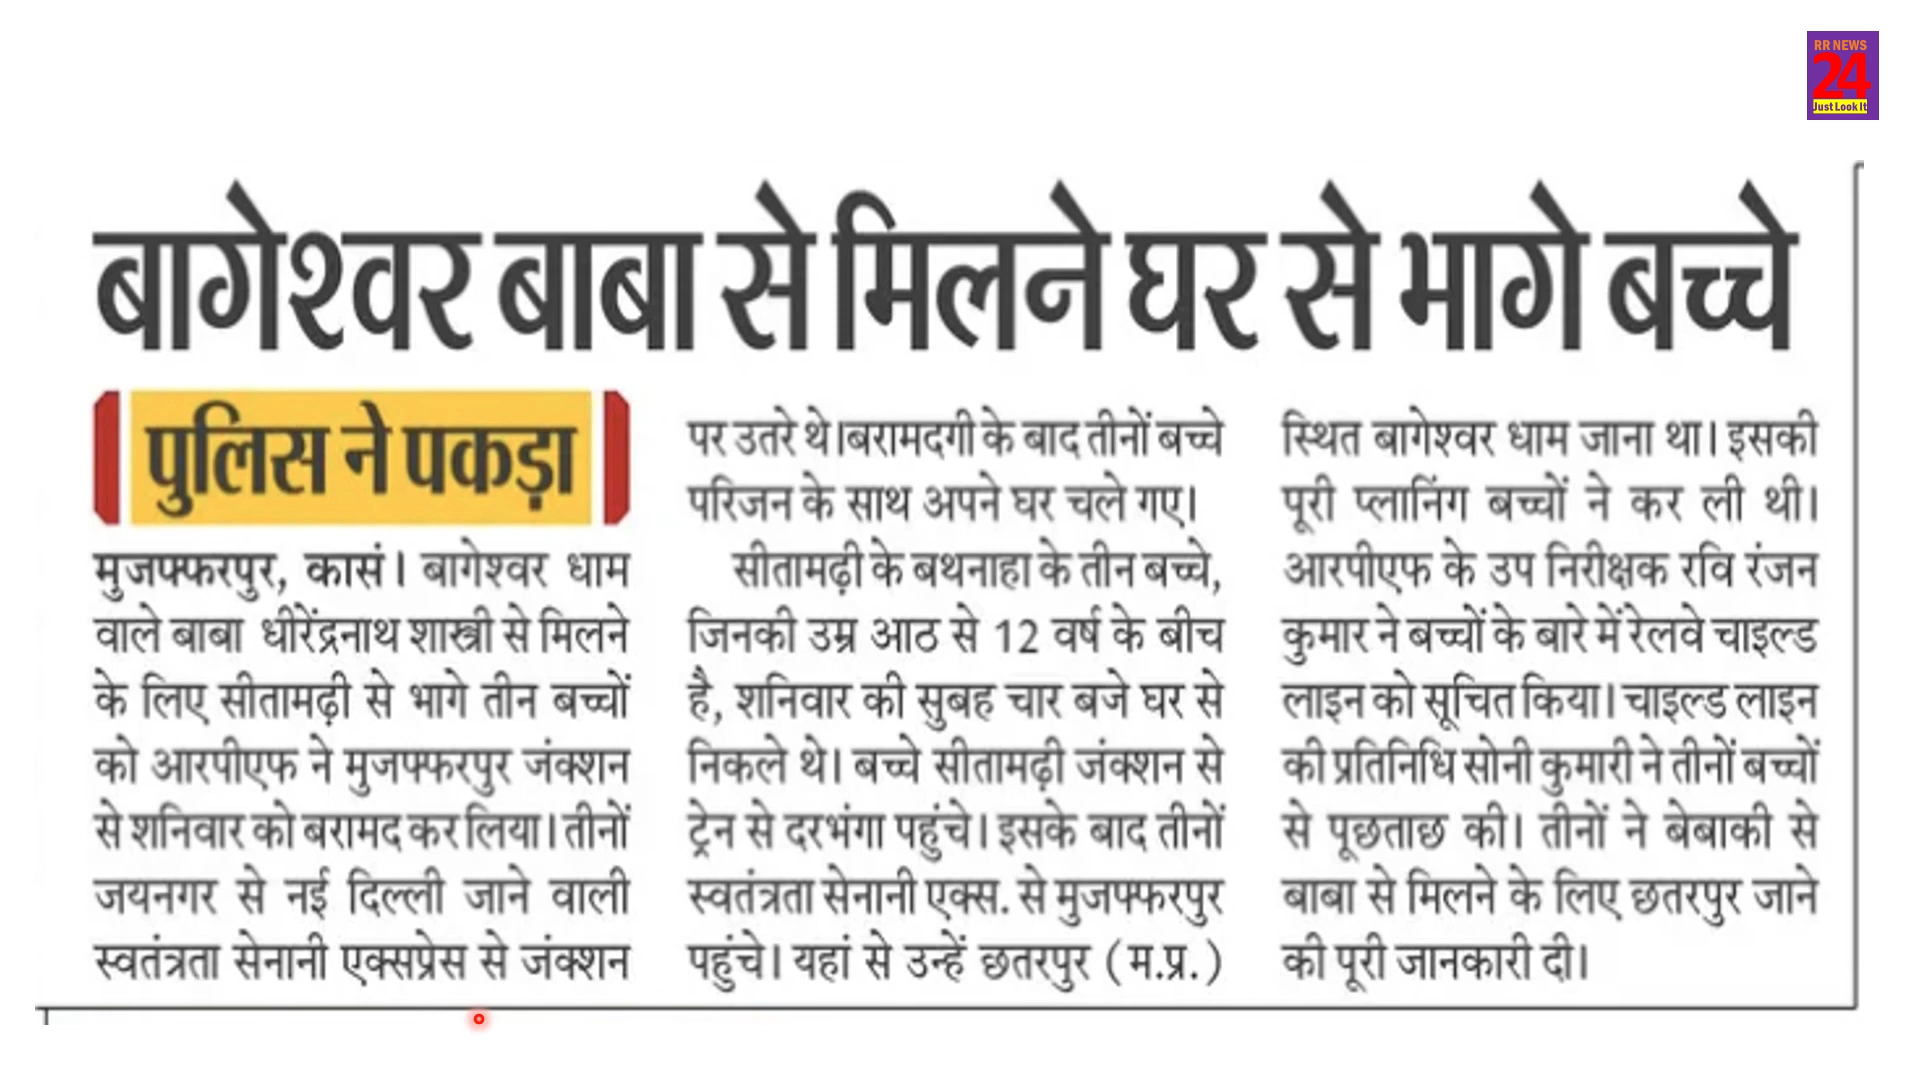 RR NEWS
24
Just Look It
बागेश्वर बाबा से मिलने घर से भागे बच्चे
पुलिस ने पकड़ा
मुजफ्फरपुर, कासं। बागेश्वर धाम
वाले बाबा धीरेंद्रनाथ शास्त्री से मिलने
के लिए सीतामढ़ी से भागे तीन बच्चों
को आरपीएफ ने मुजफ्फरपुर जंक्शन
से शनिवार को बरामद कर लिया। तीनों
जयनगर से नई दिल्ली जाने वाली
स्वतंत्रता सेनानी एक्सप्रेस से जंक्शन
पर उतरे थे।बरामदगी के बाद तीनों बच्चे
परिजन के साथ अपने घर चले गए।
सीतामढ़ी के बथनाहा के तीन बच्चे,
जिनकी उम्र आठ से 12 वर्ष के बीच
है, शनिवार की सुबह चार बजे घर से
निकले थे। बच्चे सीतामढ़ी जंक्शन से
ट्रेन से दरभंगा पहुंचे। इसके बाद तीनों
स्वतंत्रता सेनानी एक्स. से मुजफ्फरपुर
पहुंचे। यहां से उन्हें छतरपुर (म.प्र.)
स्थित बागेश्वर धाम जाना था। इसकी
पूरी प्लानिंग बच्चों ने कर ली थी।
आरपीएफ के उप निरीक्षक रवि रंजन
कुमार ने बच्चों के बारे में रेलवे चाइल्ड
लाइन को सूचित किया। चाइल्ड लाइन
की प्रतिनिधि सोनी कुमारी ने तीनों बच्चों
से पूछताछ की। तीनों ने बेबाकी से
बाबा से मिलने के लिए छतरपुर जाने
की पूरी जानकारी दी।